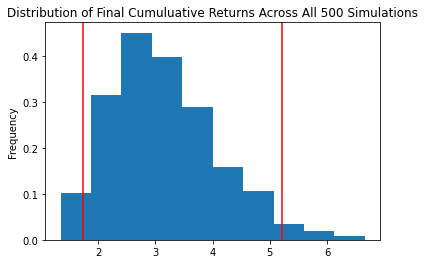 Distribution of Final Cumuluative Returns Across All 500 Simulations
Frequency
0.4
0.3
0.2
0.1
0.0
2 3 4 5 6